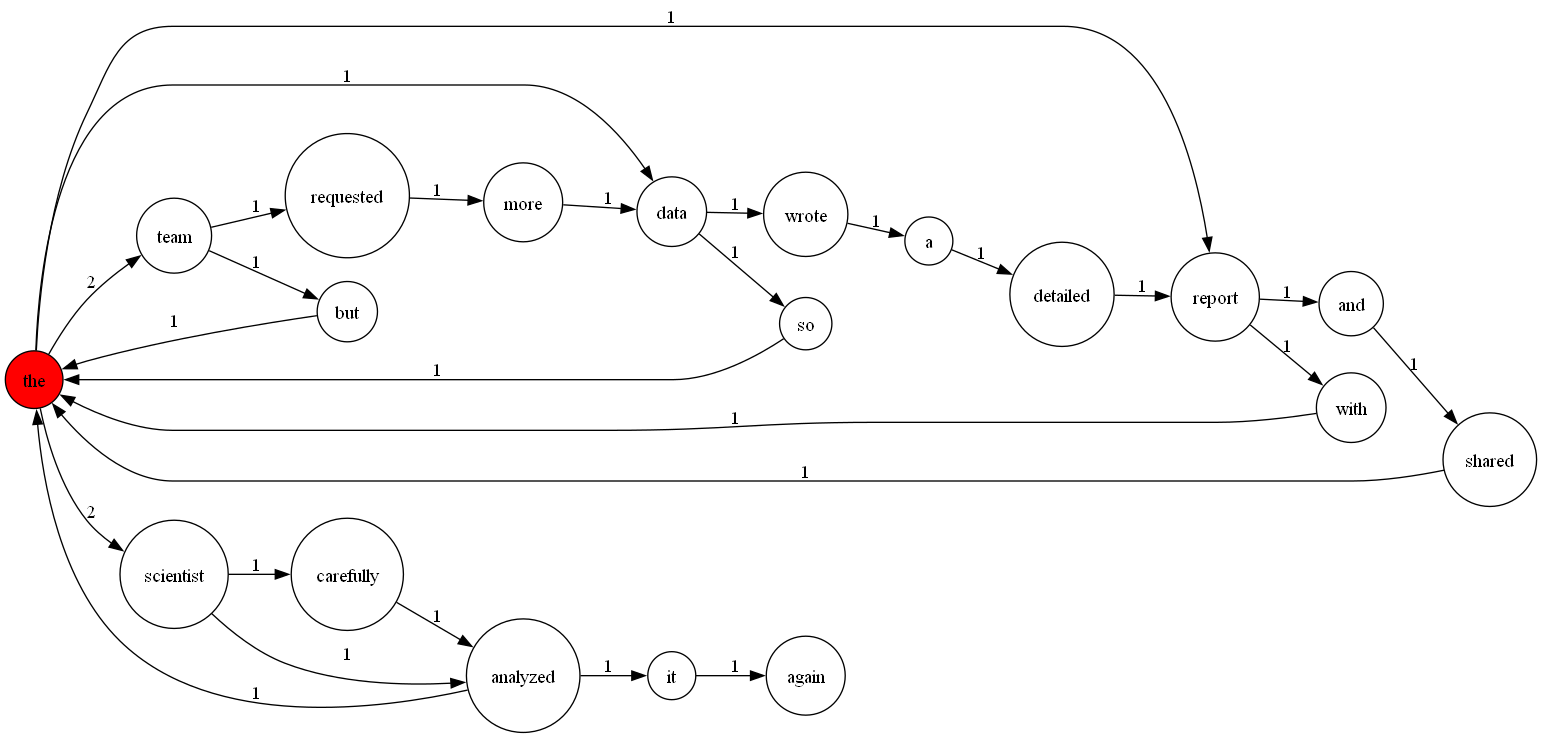 1
1
requested
1
1
more
1
data
1
wrote
team
1
a
1
2
1
1
detailed
1
report
1
and
but
1
so
1
1
the
1
1
with
1
shared
1
2
scientist
1
carefully
1
1
analyzed
1
it
1
again
1